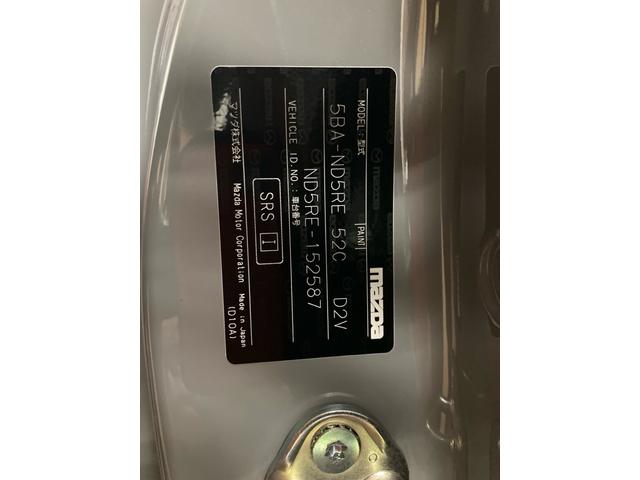 mazda
MODEL:型式 [PAINT]
5BA-ND5RE 52C D2V
VEHICLE ID.NO.:車台番号
ND5RE-152587
SRS I
マツダ株式会社 Mazda Motor Corporation Made in Japan
(D10A)
C